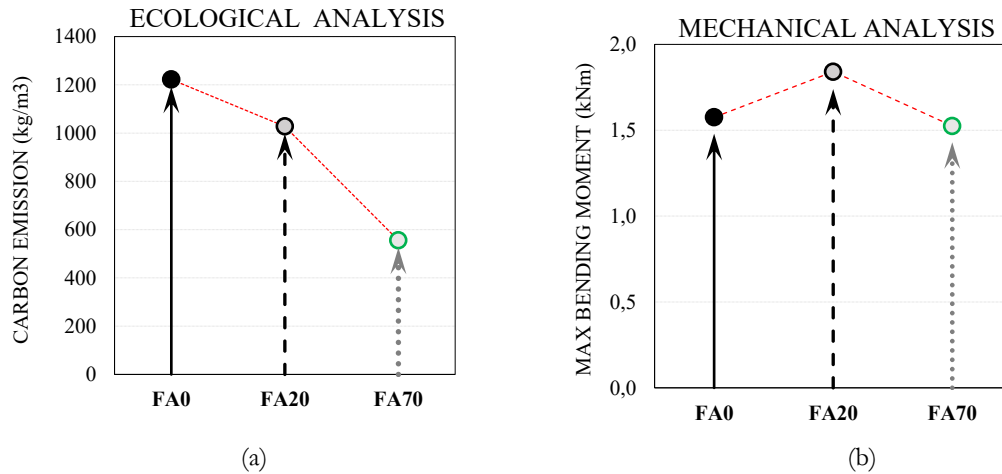 ECOLOGICAL ANALYSIS
CARBON EMISSION (kg/m3)
1400
1200
1000
800
600
400
200
0
FA0 FA20 FA70
(a)
MECHANICAL ANALYSIS
MAX BENDING MOMENT (kNm)
2,0
1,5
1,0
0,5
0,0
FA0 FA20 FA70
(b)